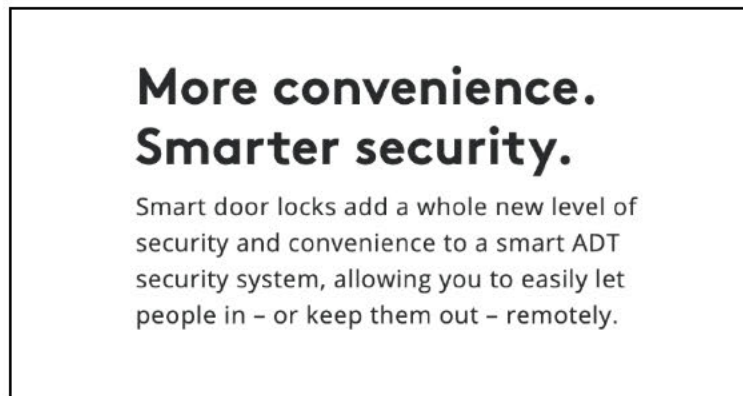 More convenience.
Smarter security.
Smart door locks add a whole new level of
security and convenience to a smart ADT
security system, allowing you to easily let
people in – or keep them out – remotely.